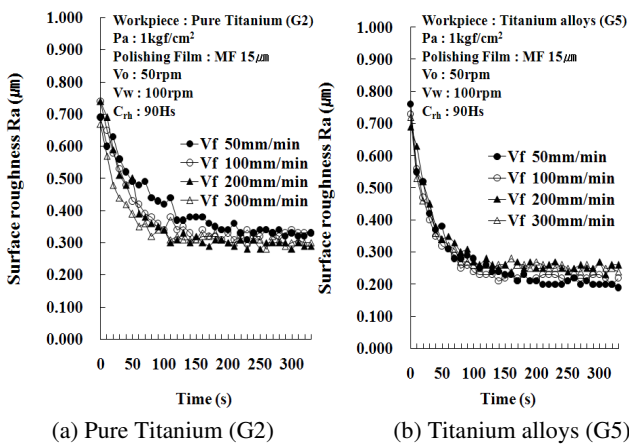 Workpiece : Pure Titanium (G2)
Pa : 1kgf/cm²
Polishing Film : MF 15㎛
Vo : 50rpm
Vw : 100rpm
C_rh : 90Hs
Vf 50mm/min
Vf 100mm/min
Vf 200mm/min
Vf 300mm/min
Surface roughness Ra (㎛)
1.000
0.900
0.800
0.700
0.600
0.500
0.400
0.300
0.200
0.100
0.000
0 50 100 150 200 250 300
Time (s)
(a) Pure Titanium (G2)
Workpiece : Titanium alloys (G5)
Pa : 1kgf/cm²
Polishing Film : MF 15㎛
Vo : 50rpm
Vw : 100rpm
C_rh : 90Hs
Vf 50mm/min
Vf 100mm/min
Vf 200mm/min
Vf 300mm/min
Surface roughness Ra (㎛)
1.000
0.900
0.800
0.700
0.600
0.500
0.400
0.300
0.200
0.100
0.000
0 50 100 150 200 250 300
Time (s)
(b) Titanium alloys (G5)